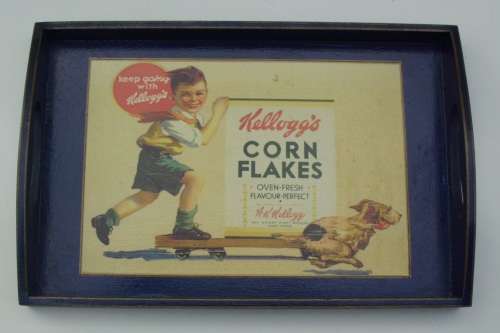 keep going
with
Kellogg's
Kellogg's
CORN
FLAKES
OVEN-FRESH
FLAVOUR-PERFECT
W.K.Kellogg